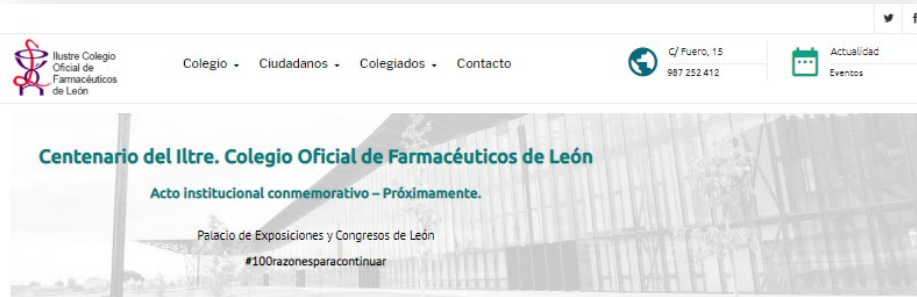 Ilustre Colegio
Oficial de
Farmacéuticos
de León
Colegio
Ciudadanos
Colegiados
Contacto
C/ Fuero, 15
987 252 412
Actualidad
Eventos
Centenario del Iltre. Colegio Oficial de Farmacéuticos de León
Acto institucional conmemorativo – Próximamente.
Palacio de Exposiciones y Congresos de León
#100razonesparacontinuar